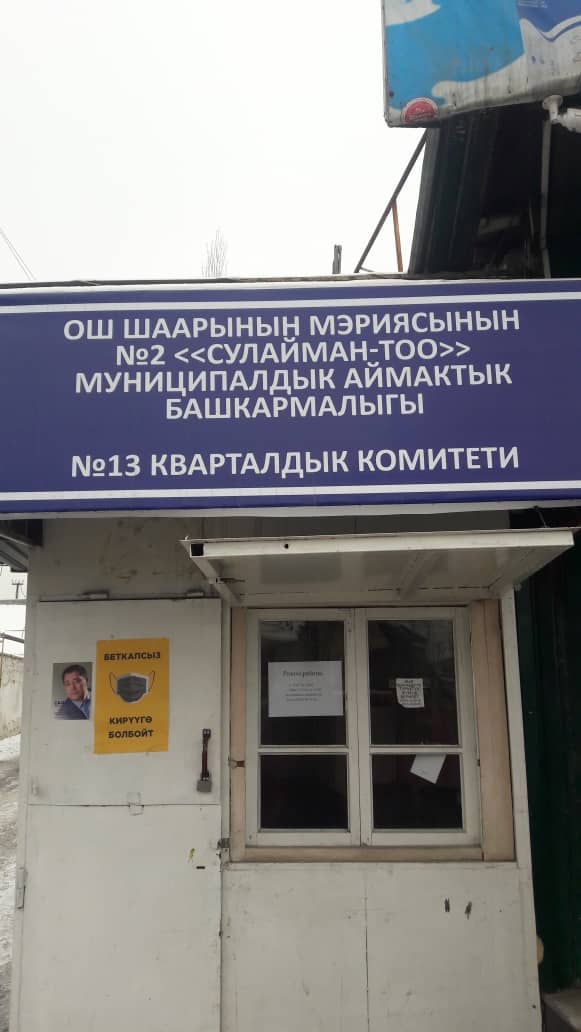 ОШ ШААРЫНЫН МЭРИЯСЫНЫН
№2 <<СУЛАЙМАН-ТОО>>
МУНИЦИПАЛДЫК АЙМАКТЫК
БАШКАРМАЛЫГЫ
№13 КВАРТАЛДЫК КОМИТЕТИ
БЕТКАПСЫЗ
КИРҮҮГӨ
БОЛБОЙТ
Режим работы